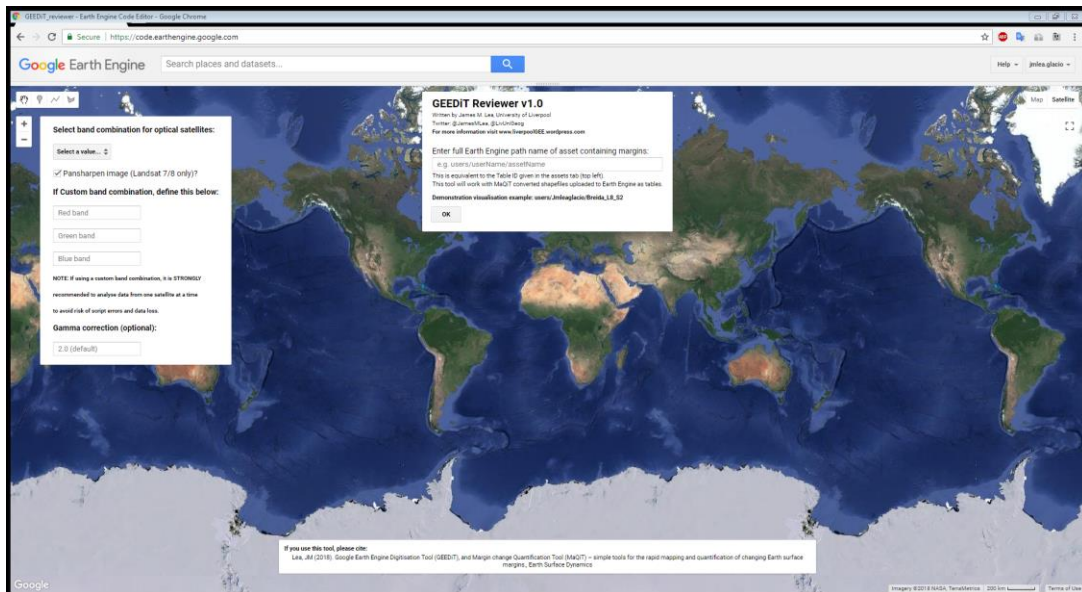 GEEDiT_reviewer - Earth Engine Code Editor - Google Chrome
Secure | https://code.earthengine.google.com
Google Earth Engine
Search places and datasets...
Help
jmlea.glacio
Map
Satellite
Select band combination for optical satellites:
Select a value...
Pansharpen image (Landsat 7/8 only)?
If Custom band combination, define this below:
Red band
Green band
Blue band
NOTE: If using a custom band combination, it is STRONGLY
recommended to analyse data from one satellite at a time
to avoid risk of script errors and data loss.
Gamma correction (optional):
2.0 (default)
GEEDiT Reviewer v1.0
Written by James M. Lea, University of Liverpool
Twitter: @JamesMLea, @LivUniGeog
For more information visit www.liverpoolGEE.wordpress.com
Enter full Earth Engine path name of asset containing margins:
e.g. users/userName/assetName
This is equivalent to the Table ID given in the assets tab (top left)
This tool will work with MaQiT converted shapefiles uploaded to Earth Engine as tables.
Demonstration visualisation example: users/Jmleaglacio/Breida_L8_S2
OK
If you use this tool, please cite:
Lea, JM (2018). Google Earth Engine Digitisation Tool (GEEDiT), and Margin change Quantification Tool (MaQiT) – simple tools for the rapid mapping and quantification of changing Earth surface
margins., Earth Surface Dynamics
Google
Imagery ©2018 NASA, TerraMetrics
200 km
Terms of Use